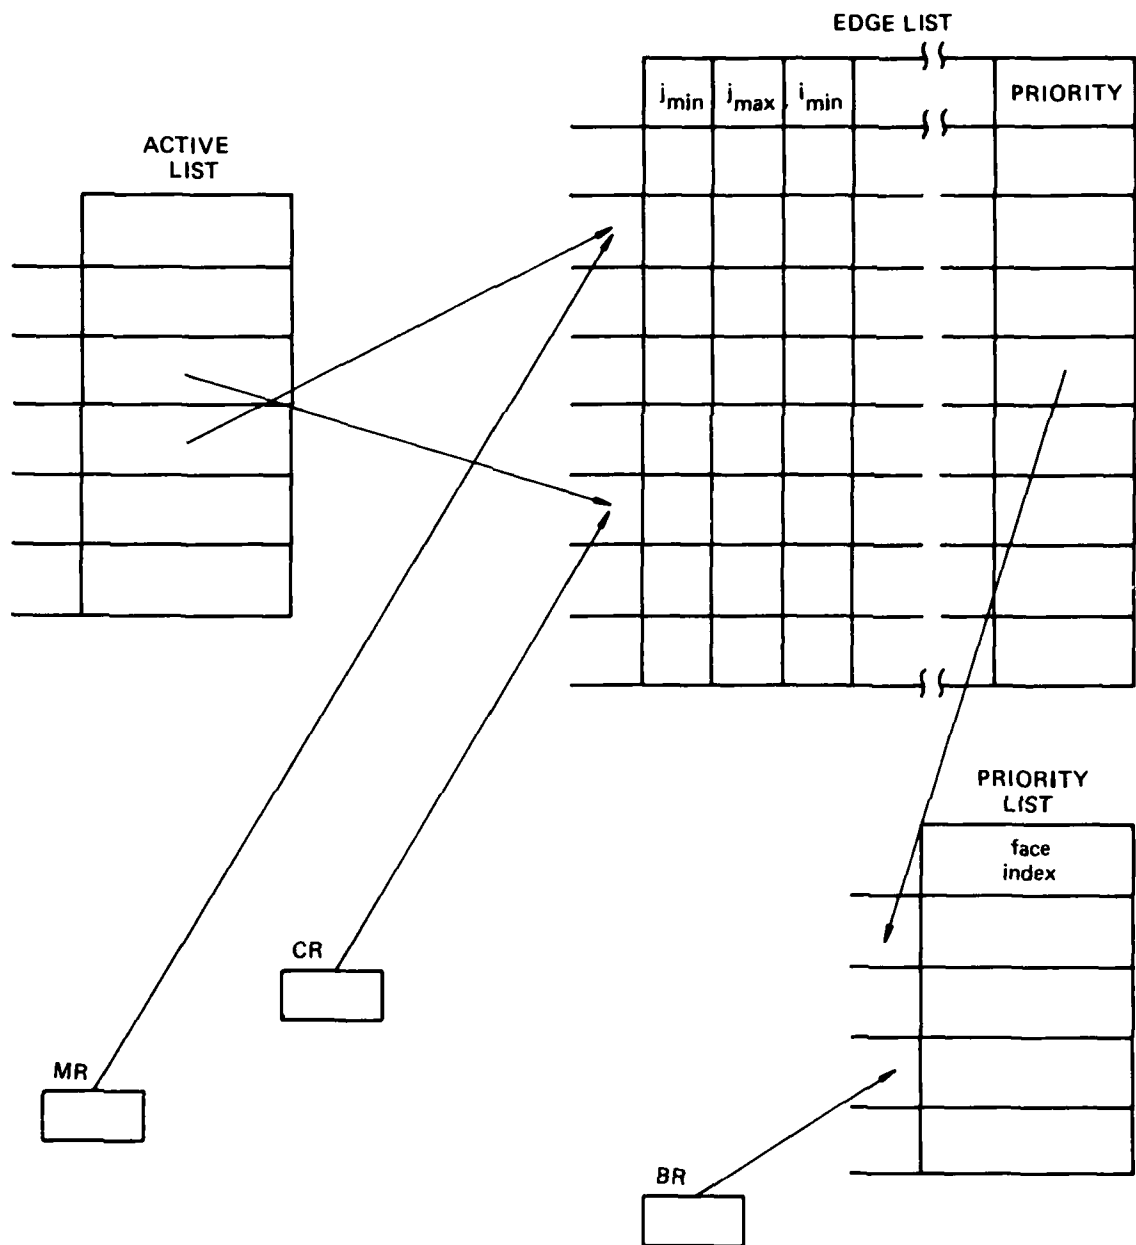 EDGE LIST
j_min j_max i_min PRIORITY
ACTIVE
LIST
PRIORITY
LIST
face
index
CR
MR
BR